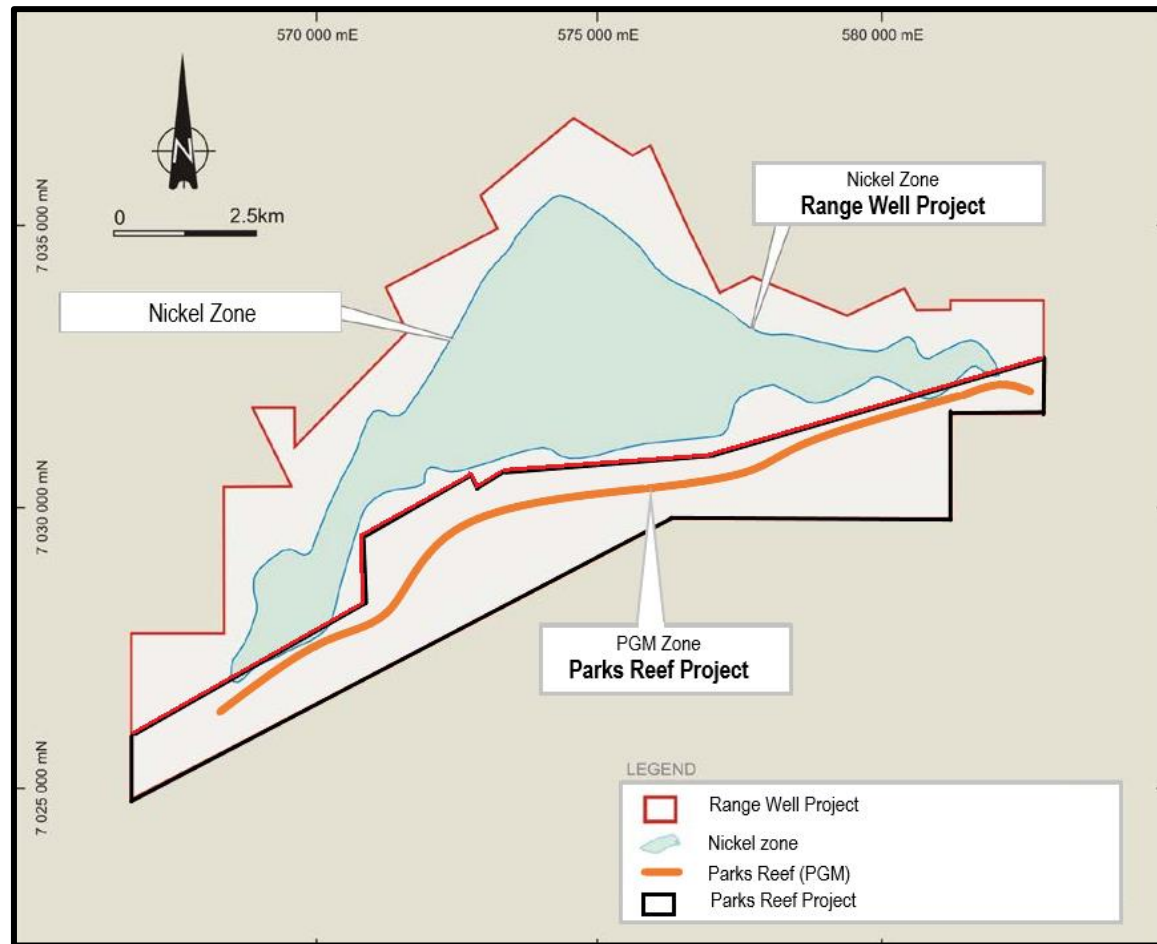 570 000 mE
575 000 mE
580 000 mE
N
0
2.5km
7 035 000 mN
7 030 000 mN
7 025 000 mN
Nickel Zone
Range Well Project
Nickel Zone
PGM Zone
Parks Reef Project
LEGEND
Range Well Project
Nickel zone
Parks Reef (PGM)
Parks Reef Project